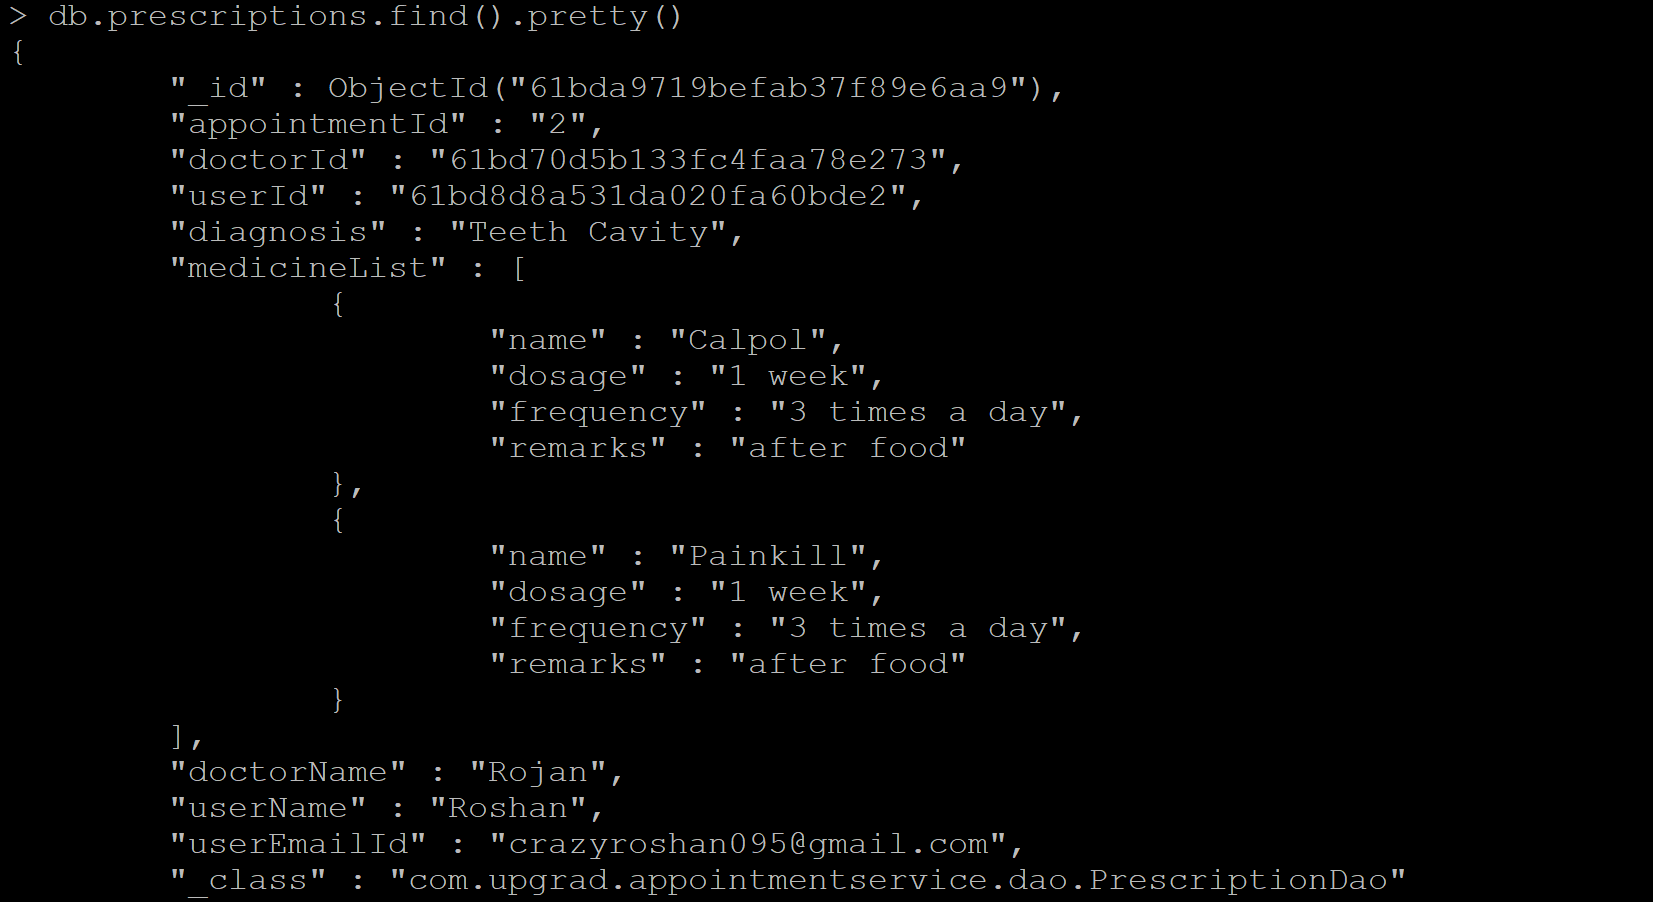 > db.prescriptions.find().pretty()
{
"_id" : ObjectId("61bda9719befab37f89e6aa9"),
"appointmentId" : "2",
"doctorId" : "61bd70d5b133fc4faa78e273",
"userId" : "61bd8d8a531da020fa60bde2",
"diagnosis" : "Teeth Cavity",
"medicineList" : [
{
"name" : "Calpol",
"dosage" : "1 week",
"frequency" : "3 times a day",
"remarks" : "after food"
},
{
"name" : "Painkill",
"dosage" : "1 week",
"frequency" : "3 times a day",
"remarks" : "after food"
}
],
"doctorName" : "Rojan",
"userName" : "Roshan",
"userEmailId" : "crazyroshan095@gmail.com",
"_class" : "com.upgrad.appointmentservice.dao.PrescriptionDao"